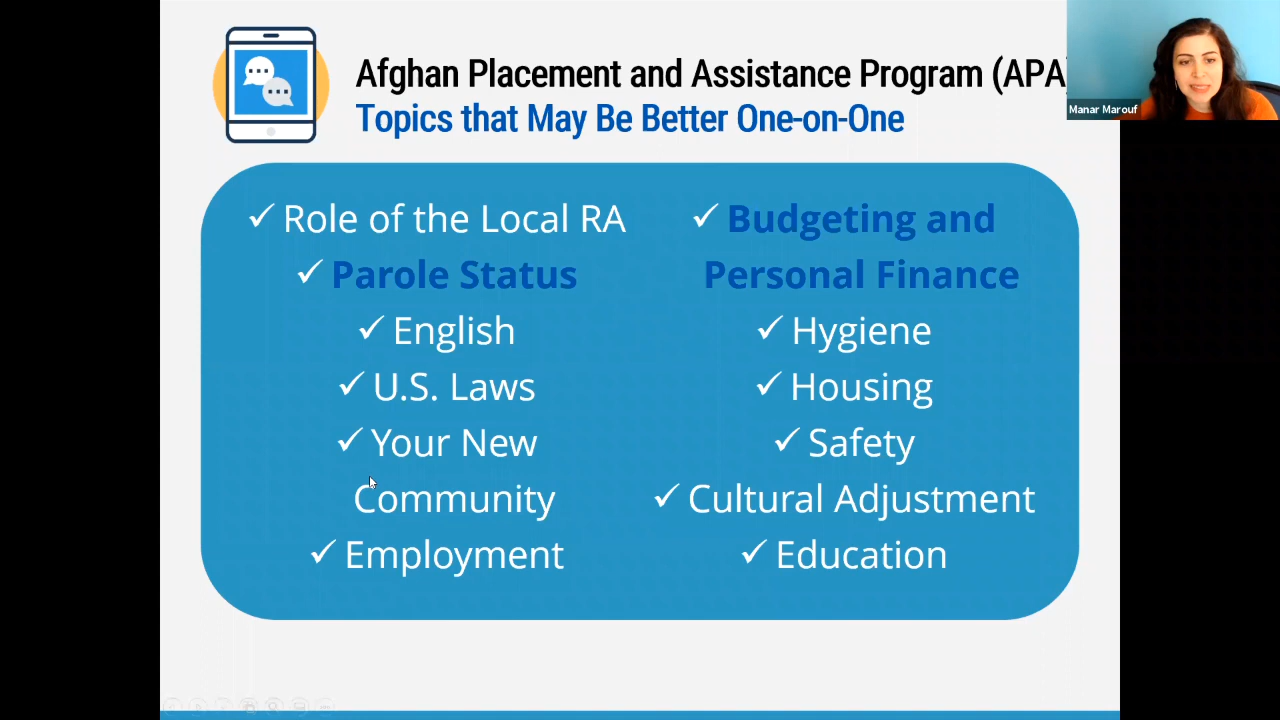 Afghan Placement and Assistance Program (APA)
Topics that May Be Better One-on-One
Manar Marouf
✓ Role of the Local RA
✓ Parole Status
✓ English
✓ U.S. Laws
✓ Your New
Community
✓ Employment
✓ Budgeting and
Personal Finance
✓ Hygiene
✓ Housing
✓ Safety
✓ Cultural Adjustment
✓ Education